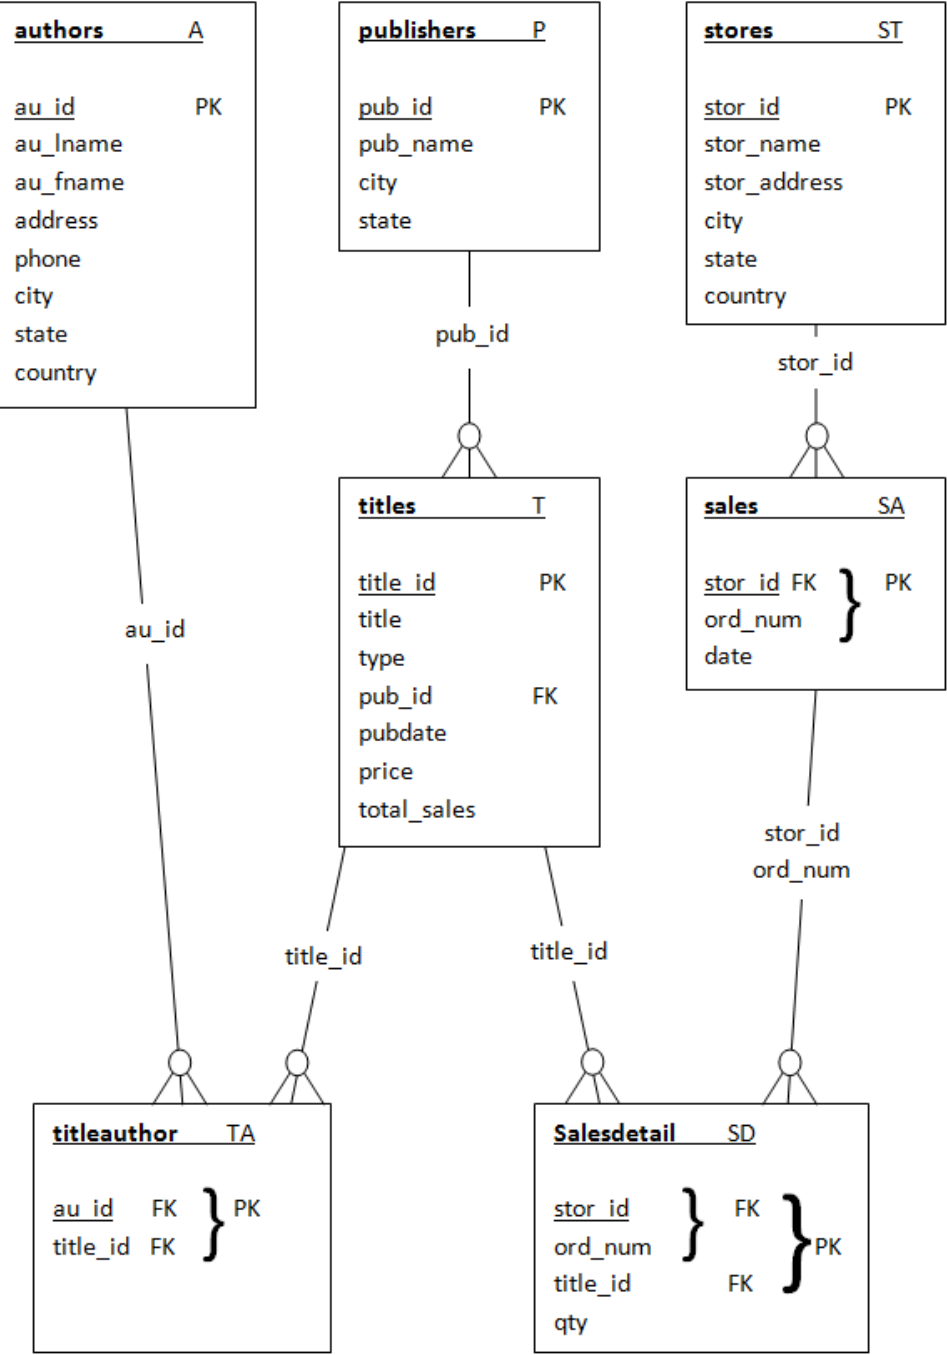 authors A
au_id PK
au_lname
au_fname
address
phone
city
state
country
publishers P
pub_id PK
pub_name
city
state
stores ST
stor_id PK
stor_name
stor_address
city
state
country
pub_id
stor_id
titles T
title_id PK
title
type
pub_id FK
pubdate
price
total_sales
sales SA
stor_id FK } PK
ord_num
date
au_id
stor_id
ord_num
title_id
title_id
titleauthor TA
au_id FK } PK
title_id FK
Salesdetail SD
stor_id } FK
ord_num } PK
title_id FK
qty